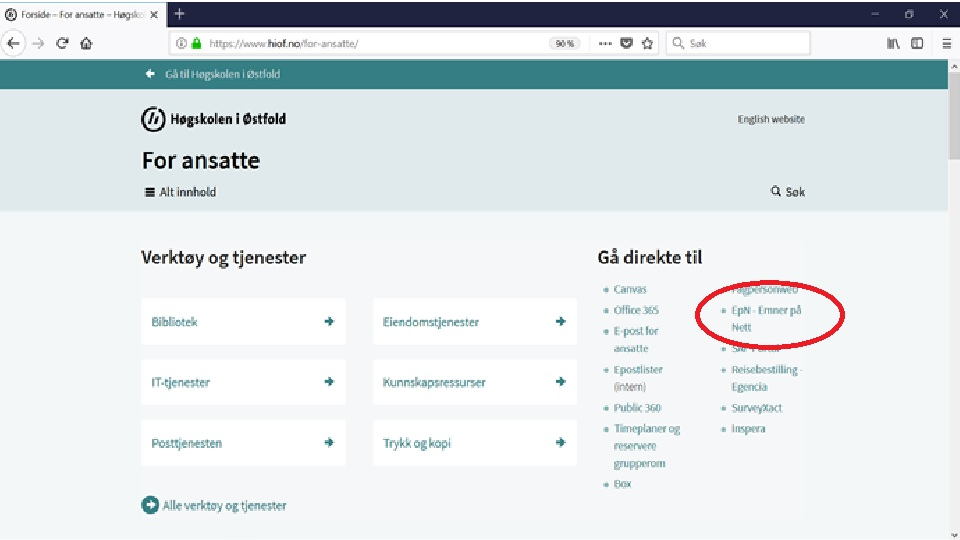 Forside – For ansatte – Høgsko
https://www.hiof.no/for-ansatte/
90 %
Søk
Gå til Høgskolen i Østfold
Høgskolen i Østfold
English website
For ansatte
Alt innhold
Søk
Verktøy og tjenester
Bibliotek
Eiendomstjenester
IT-tjenester
Kunnskapsressurser
Posttjenesten
Trykk og kopi
Alle verktøy og tjenester
Gå direkte til
Canvas
Office 365
E-post for
ansatte
Epostlister
(intern)
Public 360
Timeplaner og
reservere
grupperom
Box
Fagpersonweb
EpN - Emner på
Nett
Reisebestilling -
Egencia
SurveyXact
Inspera